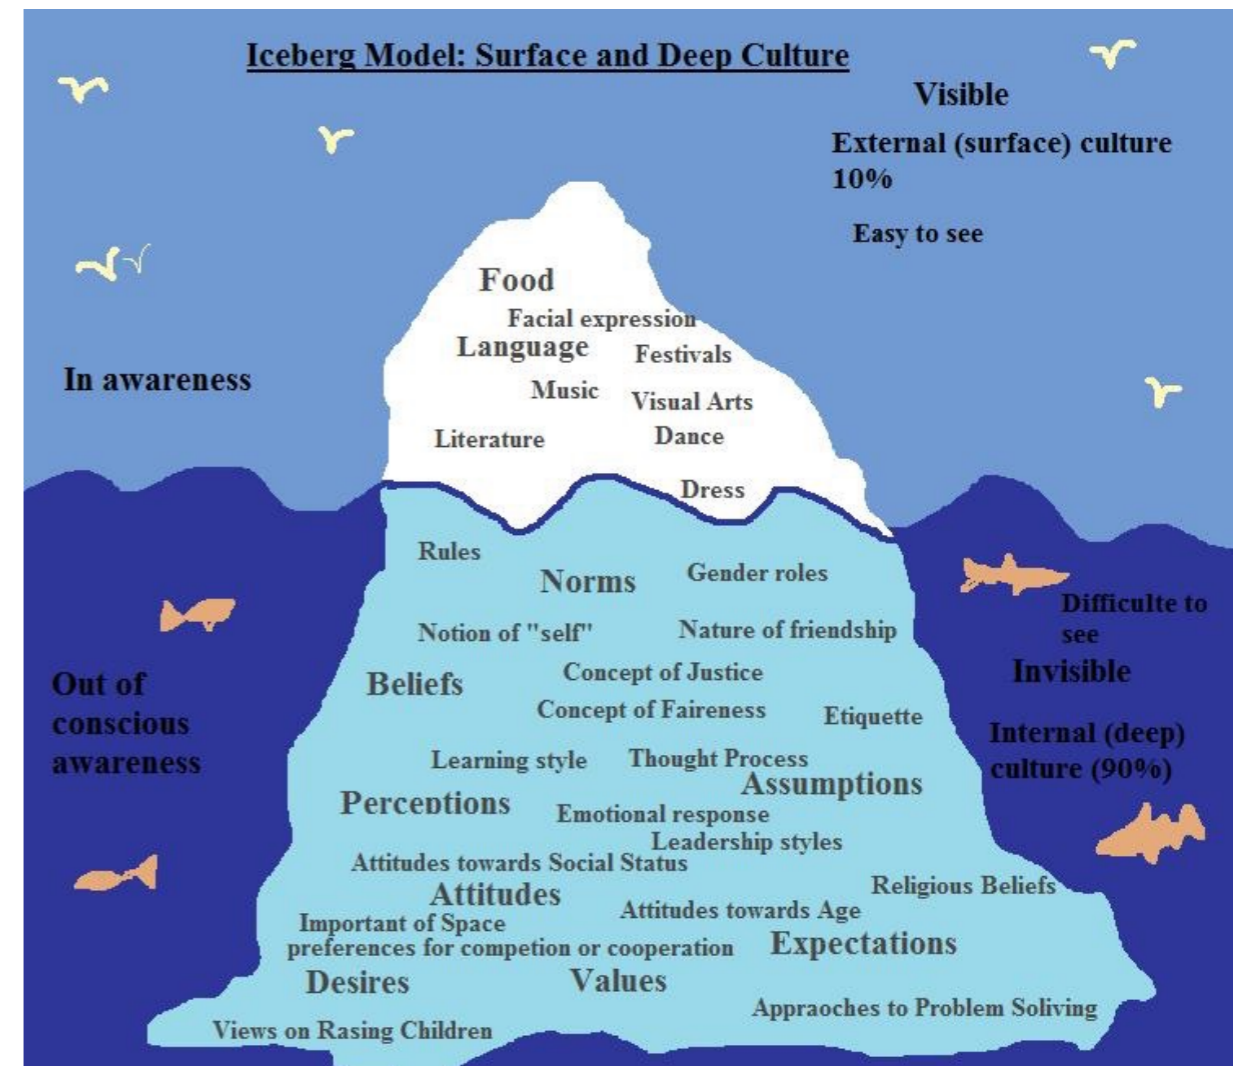 Iceberg Model: Surface and Deep Culture
Visible
External (surface) culture
10%
Easy to see
In awareness
Food
Facial expression
Language
Festivals
Music
Visual Arts
Literature
Dance
Dress
Rules
Norms
Gender roles
Notion of "self"
Nature of friendship
Beliefs
Concept of Justice
Concept of Faireness
Etiquette
Learning style
Thought Process
Assumptions
Perceptions
Emotional response
Leadership styles
Attitudes towards Social Status
Attitudes
Religious Beliefs
Important of Space
Attitudes towards Age
preferences for competion or cooperation
Expectations
Desires
Values
Appraoches to Problem Soliving
Views on Rasing Children
Out of
conscious
awareness
Difficulte to
see
Invisible
Internal (deep)
culture (90%)